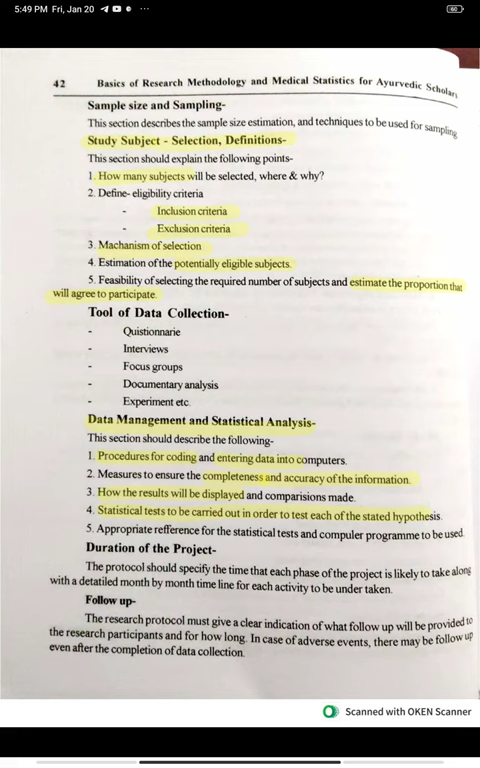 5:49 PM Fri, Jan 20
60
42 Basics of Research Methodology and Medical Statistics for Ayurvedic Scholars
Sample size and Sampling-
This section describes the sample size estimation, and techniques to be used for sampling
Study Subject - Selection, Definitions-
This section should explain the following points-
1. How many subjects will be selected, where & why?
2. Define- eligibility criteria
- Inclusion criteria
- Exclusion criteria
3. Machanism of selection
4. Estimation of the potentially eligible subjects.
5. Feasibility of selecting the required number of subjects and estimate the proportion that
will agree to participate.
Tool of Data Collection-
- Quistionnarie
- Interviews
- Focus groups
- Documentary analysis
- Experiment etc.
Data Management and Statistical Analysis-
This section should describe the following-
1. Procedures for coding and entering data into computers.
2. Measures to ensure the completeness and accuracy of the information.
3. How the results will be displayed and comparisions made.
4. Statistical tests to be carried out in order to test each of the stated hypothesis.
5. Appropriate refference for the statistical tests and compuler programme to be used.
Duration of the Project-
The protocol should specify the time that each phase of the project is likely to take along
with a detatiled month by month time line for each activity to be under taken.
Follow up-
The research protocol must give a clear indication of what follow up will be provided to
the research participants and for how long. In case of adverse events, there may be follow up
even after the completion of data collection.
Scanned with OKEN Scanner